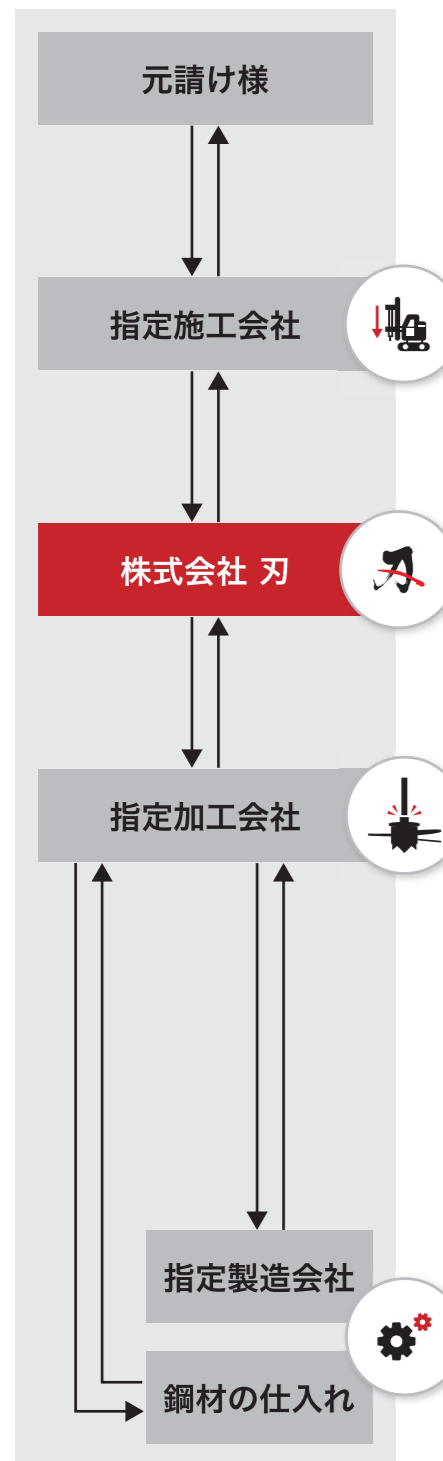 元請け様
指定施工会社
株式会社 刃
刃
指定加工会社
指定製造会社
鋼材の仕入れ